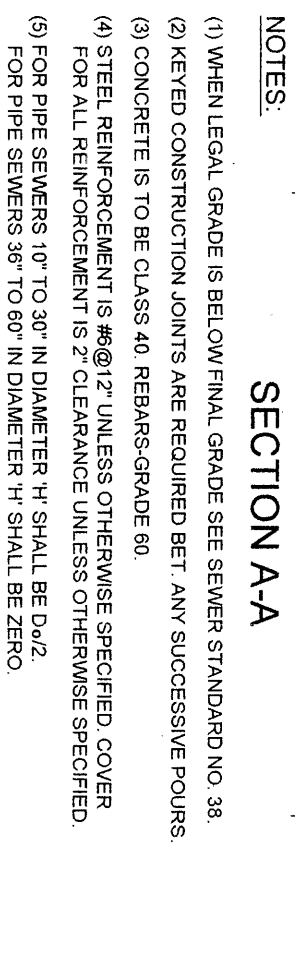 SECTION A-A
NOTES:
(1) WHEN LEGAL GRADE IS BELOW FINAL GRADE SEE SEWER STANDARD NO. 38.
(2) KEYED CONSTRUCTION JOINTS ARE REQUIRED BET. ANY SUCCESSIVE POURS.
(3) CONCRETE IS TO BE CLASS 40. REBARS-GRADE 60.
(4) STEEL REINFORCEMENT IS #6@12" UNLESS OTHERWISE SPECIFIED. COVER
FOR ALL REINFORCEMENT IS 2" CLEARANCE UNLESS OTHERWISE SPECIFIED.
(5) FOR PIPE SEWERS 10" TO 30" IN DIAMETER 'H' SHALL BE Do/2.
FOR PIPE SEWERS 36" TO 60" IN DIAMETER 'H' SHALL BE ZERO.